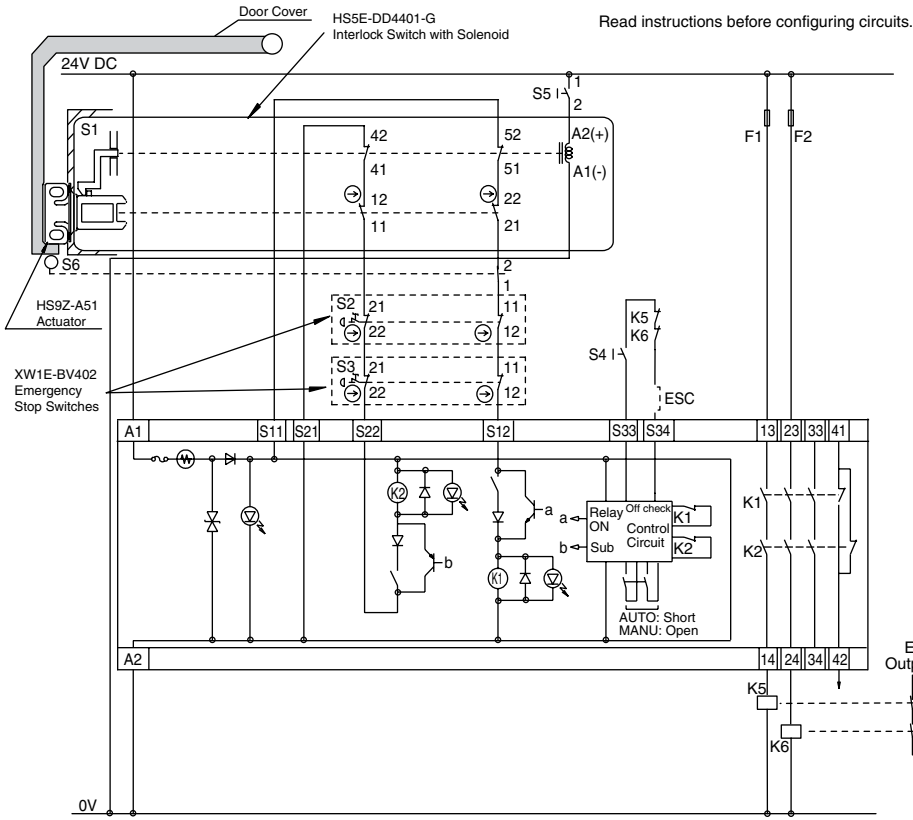 Door Cover
HS5E-DD4401-G
Interlock Switch with Solenoid
Read instructions before configuring circuits.
24V DC
S5
1
2
F1
F2
S1
42
52
A2(+)
41
51
A1(-)
12
22
11
21
S6
2
1
HS9Z-A51
Actuator
S2
21
11
22
12
K5
K6
S4
S3
21
11
22
12
ESC
XW1E-BV402
Emergency
Stop Switches
A1
S11
S21
S22
S12
S33
S34
13
23
33
41
K2
a
b
K1
a
Relay
ON
Off check
Control
Circuit
b
Sub
K1
K2
AUTO: Short
MANU: Open
K1
K2
A2
14
24
34
42
E
Outp
K5
K6
0V